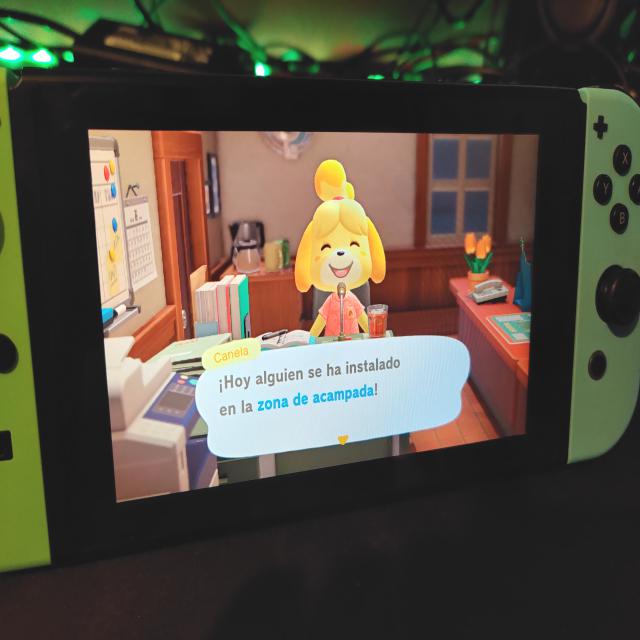 Canela
¡Hoy alguien se ha instalado
en la zona de acampada!
X
Y
B